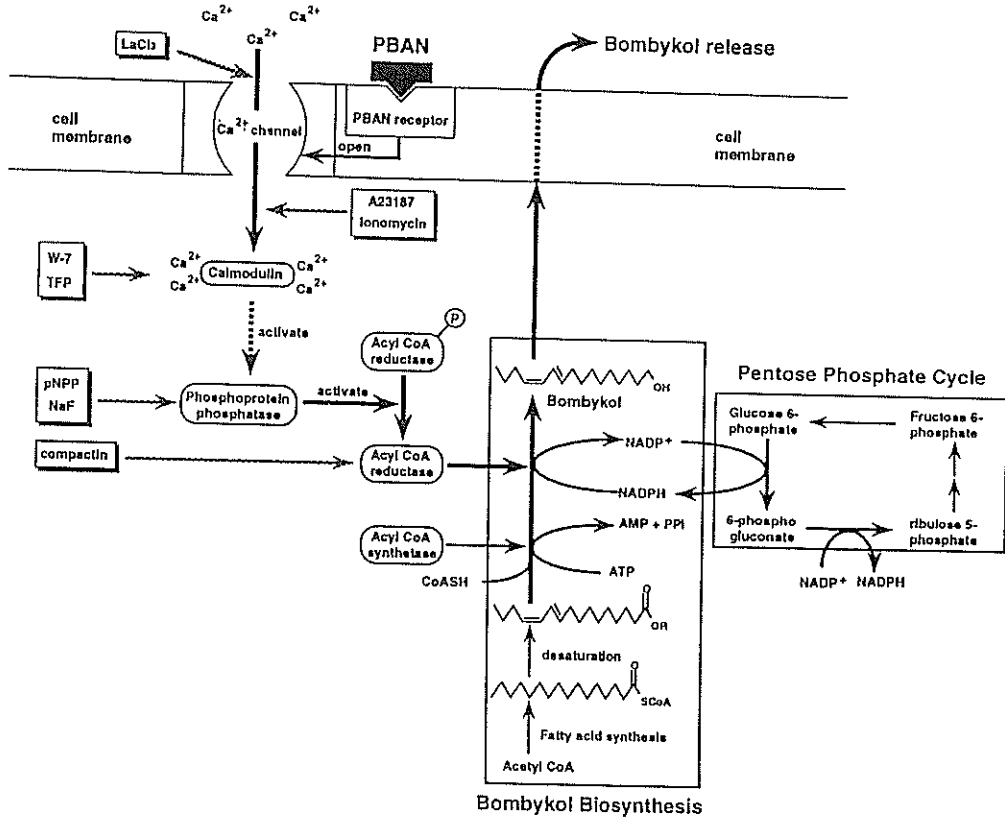 Ca2+ Ca2+
Ca2+
LaCl3
PBAN
Bombykol release
cell
membrane
Ca2+ channel
PBAN receptor
open
cell
membrane
A23187
Ionomycin
W-7
TFP
Ca2+ Ca2+
Calmodulin
Ca2+ Ca2+
activate
P
Acyl CoA
reductase
pNPP
NaF
Phosphoprotein
phosphatase
activate
compactin
Acyl CoA
reductase
Acyl CoA
synthetase
OH
Bombykol
NADP+
NADPH
AMP + PPi
CoASH
ATP
O
OR
desaturation
O
SCoA
Fatty acid synthesis
Acetyl CoA
Bombykol Biosynthesis
Pentose Phosphate Cycle
Glucose 6-
phosphate
Fructose 6-
phosphate
6-phospho
gluconate
ribulose 5-
phosphate
NADP+ NADPH